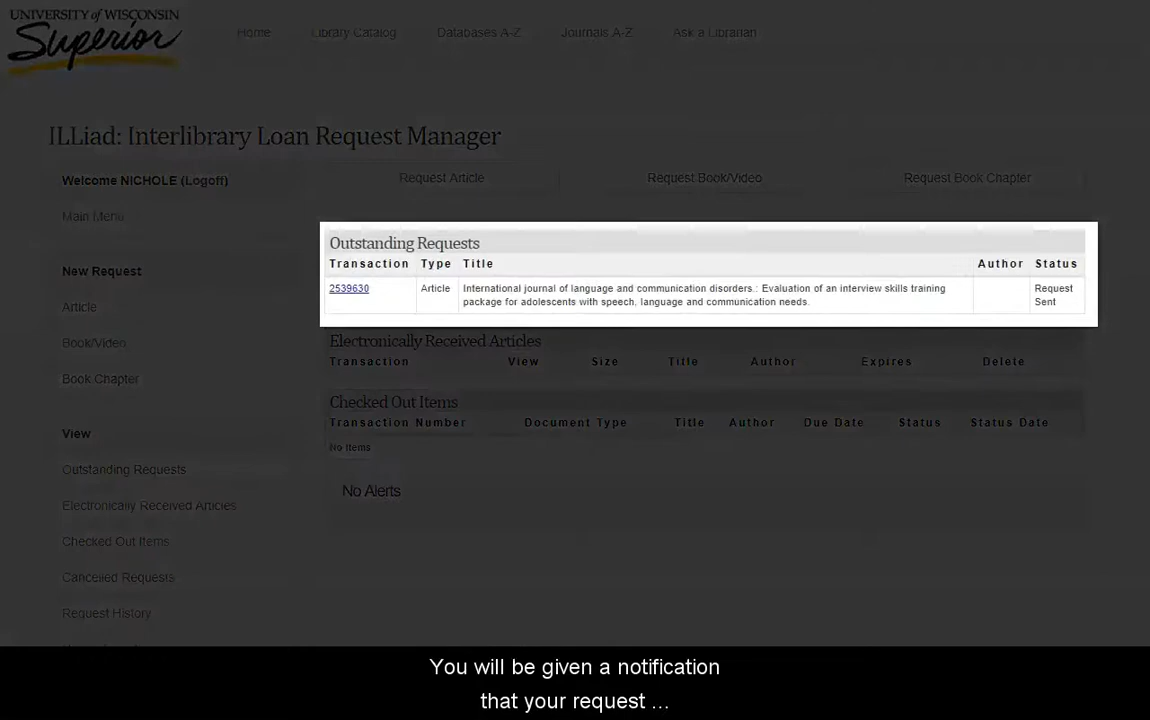 UNIVERSITY of WISCONSIN
Superior
Home Library Catalog Databases A-Z Journals A-Z Ask a Librarian
ILLiad: Interlibrary Loan Request Manager
Welcome NICHOLE (Logoff)
Main Menu
New Request
Article
Book/Video
Book Chapter
View
Outstanding Requests
Electronically Received Articles
Checked Out Items
Cancelled Requests
Request History
Request Article Request Book/Video Request Book Chapter
Outstanding Requests
Transaction Type Title Author Status
2539630 Article International journal of language and communication disorders.: Evaluation of an interview skills training Request
package for adolescents with speech, language and communication needs. Sent
Electronically Received Articles
Transaction View Size Title Author Expires Delete
Checked Out Items
Transaction Number Document Type Title Author Due Date Status Status Date
No Items
No Alerts
You will be given a notification
that your request ...